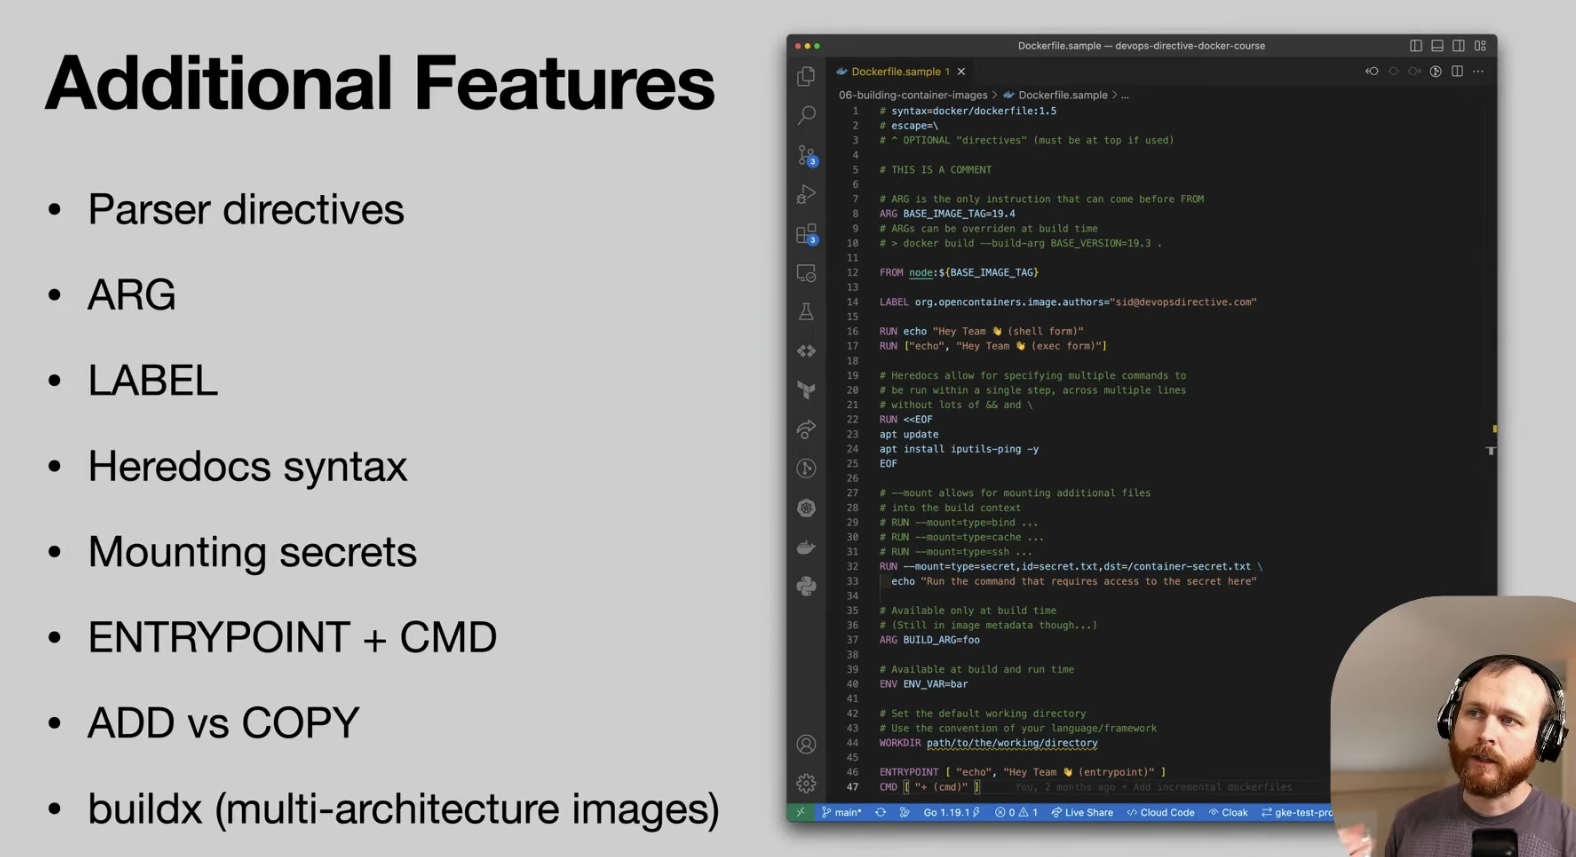 Additional Features
• Parser directives
• ARG
• LABEL
• Heredocs syntax
• Mounting secrets
• ENTRYPOINT + CMD
• ADD vs COPY
• buildx (multi-architecture images)
Dockerfile.sample — devops-directive-docker-course
Dockerfile.sample 1
06-building-container-images > Dockerfile.sample > ...
1 # syntax=docker/dockerfile:1.5
2 # escape=\
3 # ^ OPTIONAL "directives" (must be at top if used)
4
5 # THIS IS A COMMENT
6
7 # ARG is the only instruction that can come before FROM
8 ARG BASE_IMAGE_TAG=19.4
9 # ARGs can be overriden at build time
10 # > docker build --build-arg BASE_VERSION=19.3 .
11
12 FROM node:${BASE_IMAGE_TAG}
13
14 LABEL org.opencontainers.image.authors="sid@devopsdirective.com"
15
16 RUN echo "Hey Team 👋 (shell form)"
17 RUN ["echo", "Hey Team 👋 (exec form)"]
18
19 # Heredocs allow for specifying multiple commands to
20 # be run within a single step, across multiple lines
21 # without lots of && and \
22 RUN <<EOF
23 apt update
24 apt install iputils-ping -y
25 EOF
26
27 # --mount allows for mounting additional files
28 # into the build context
29 # RUN --mount=type=bind ...
30 # RUN --mount=type=cache ...
31 # RUN --mount=type=ssh ...
32 RUN --mount=type=secret,id=secret.txt,dst=/container-secret.txt \
33 echo "Run the command that requires access to the secret here"
34
35 # Available only at build time
36 # (Still in image metadata though...)
37 ARG BUILD_ARG=foo
38
39 # Available at build and run time
40 ENV ENV_VAR=bar
41
42 # Set the default working directory
43 # Use the convention of your language/framework
44 WORKDIR path/to/the/working/directory
45
46 ENTRYPOINT [ "echo", "Hey Team 👋 (entrypoint)" ]
47 CMD [ "+ (cmd)" ] You, 2 months ago • Add incremental dockerfiles
3
3
main* Go 1.19.1 0 1 Live Share Cloud Code Cloak gke-test-pro